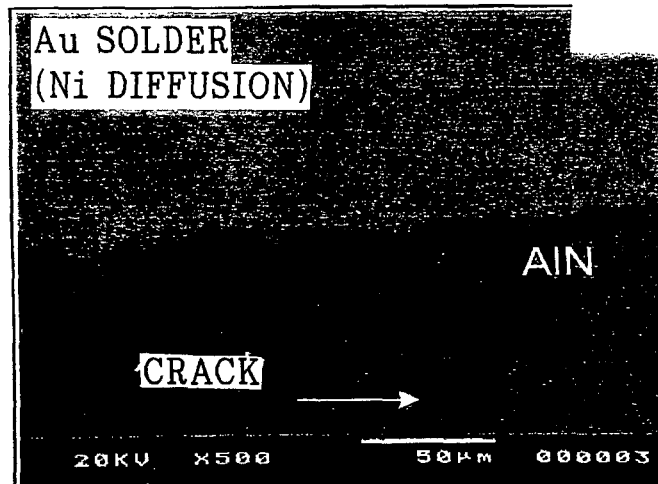 Au SOLDER
(Ni DIFFUSION)
AlN
CRACK
20KV X500 50µm 000003